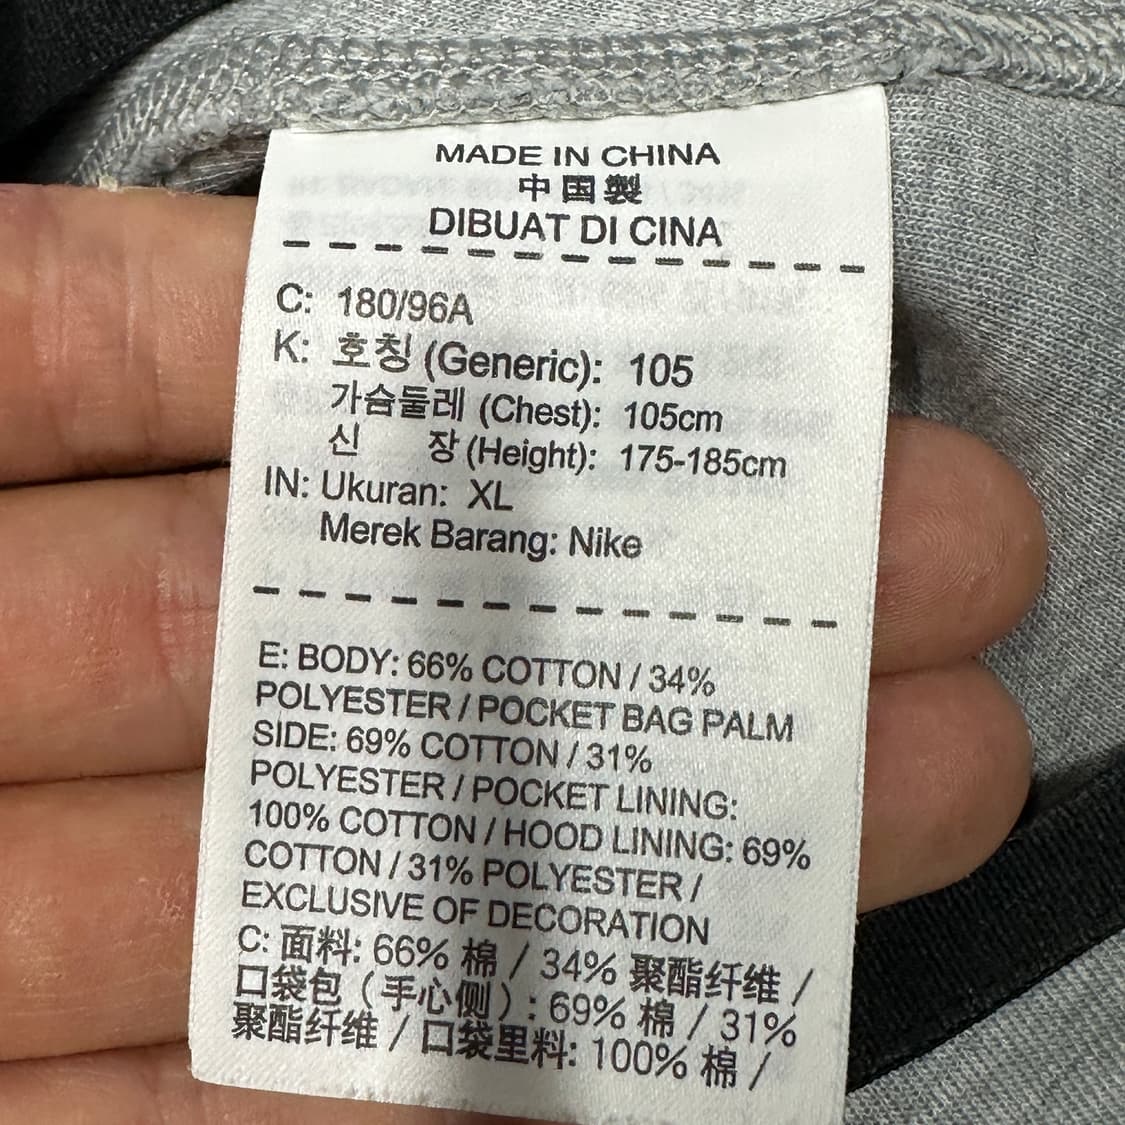 MADE IN CHINA
中国製
DIBUAT DI CINA
C: 180/96A
K: 호칭 (Generic): 105
가슴둘레 (Chest): 105cm
신 장 (Height): 175-185cm
IN: Ukuran: XL
Merek Barang: Nike
E: BODY: 66% COTTON / 34%
POLYESTER / POCKET BAG PALM
SIDE: 69% COTTON / 31%
POLYESTER / POCKET LINING:
100% COTTON / HOOD LINING: 69%
COTTON / 31% POLYESTER /
EXCLUSIVE OF DECORATION
C: 面料: 66% 棉 / 34% 聚酯纤维 /
口袋包（手心侧）: 69% 棉 / 31%
聚酯纤维 / 口袋里料: 100% 棉 /